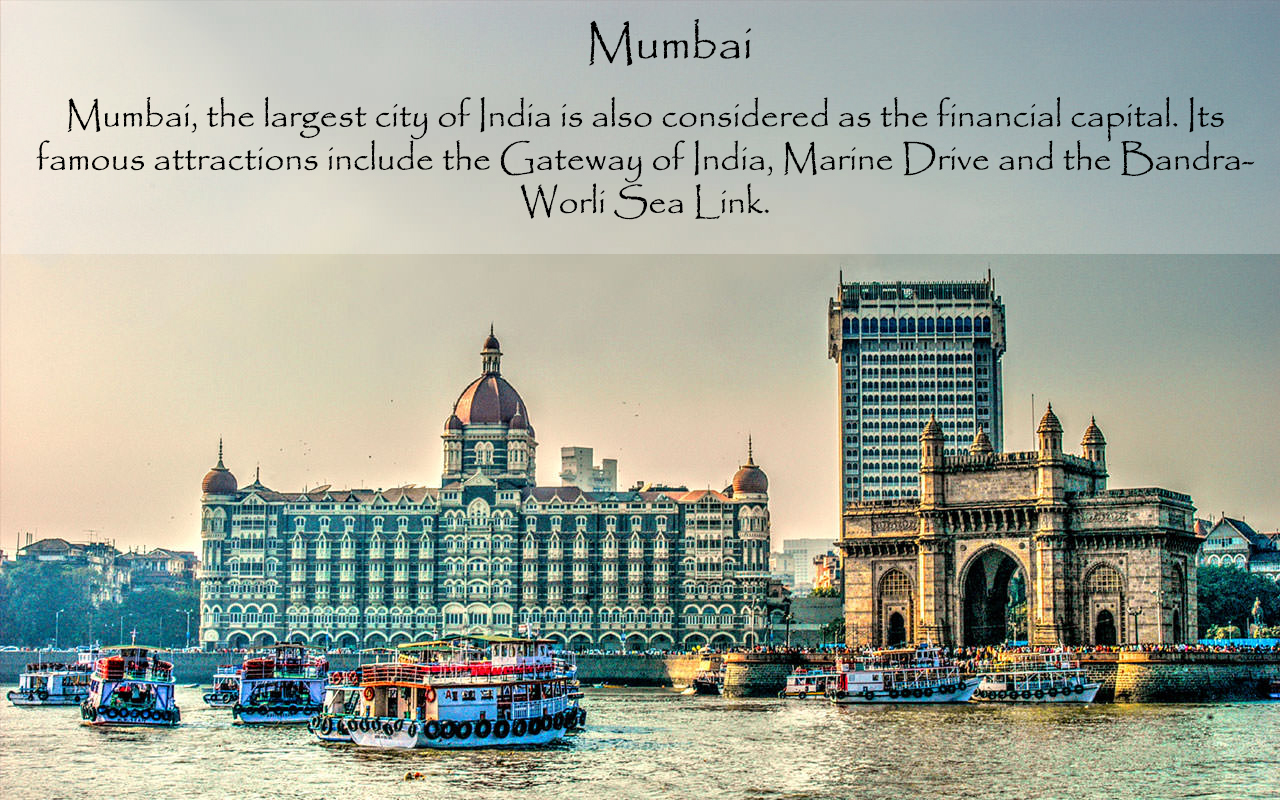 Mumbai
Mumbai, the largest city of India is also considered as the financial capital. Its
famous attractions include the Gateway of India, Marine Drive and the Bandra-
Worli Sea Link.